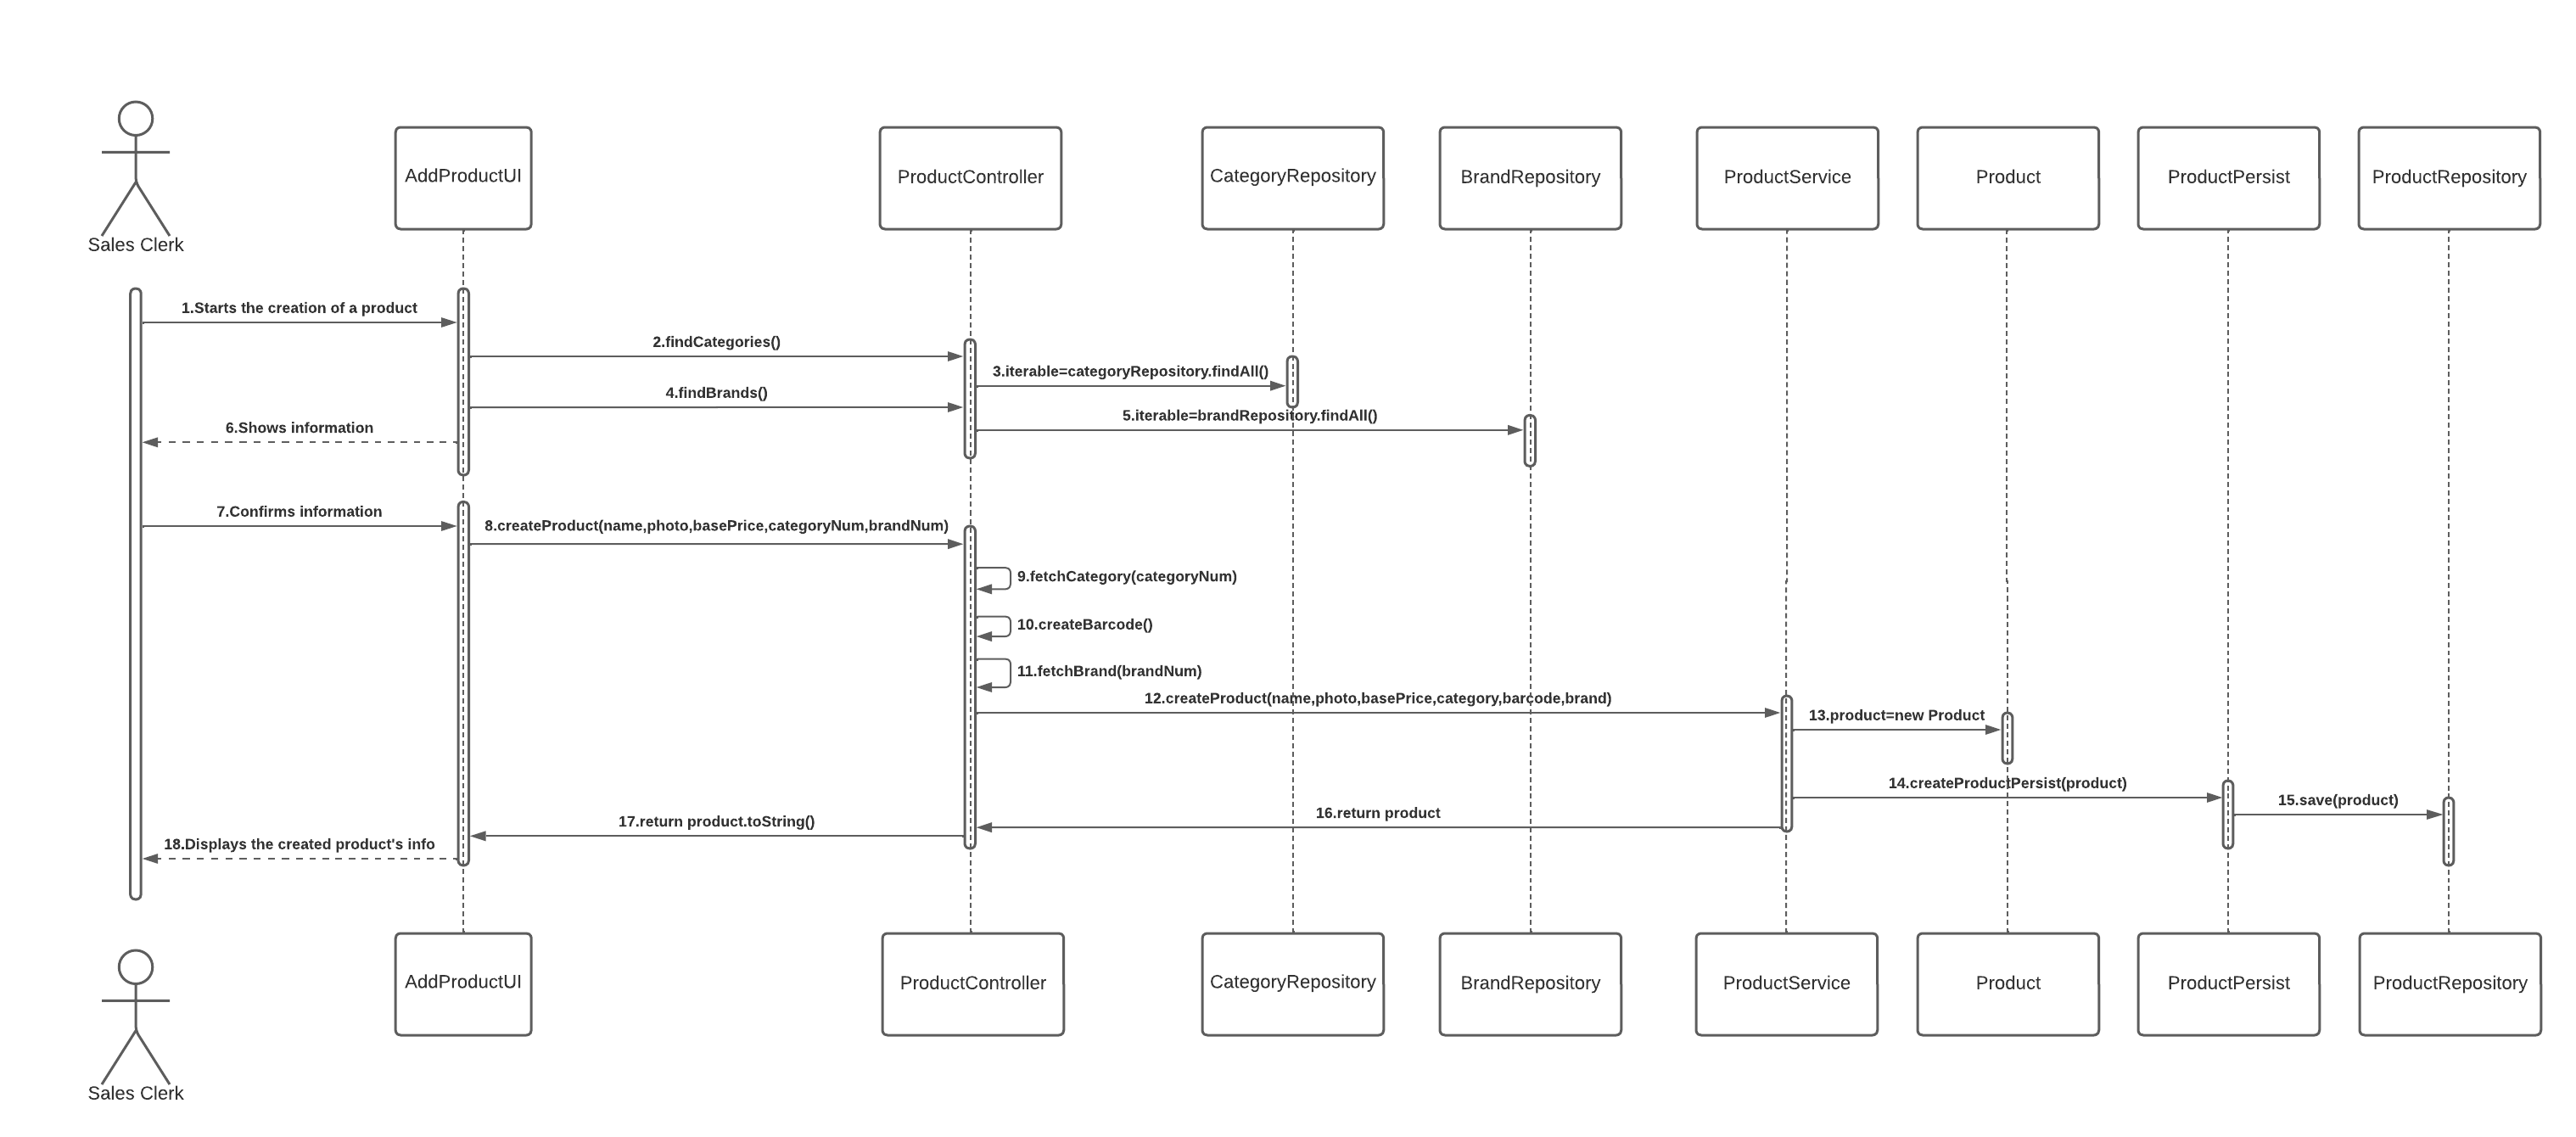 Sales Clerk
AddProductUI
ProductController
CategoryRepository
BrandRepository
ProductService
Product
ProductPersist
ProductRepository
1.Starts the creation of a product
2.findCategories()
3.iterable=categoryRepository.findAll()
4.findBrands()
5.iterable=brandRepository.findAll()
6.Shows information
7.Confirms information
8.createProduct(name,photo,basePrice,categoryNum,brandNum)
9.fetchCategory(categoryNum)
10.createBarcode()
11.fetchBrand(brandNum)
12.createProduct(name,photo,basePrice,category,barcode,brand)
13.product=new Product
14.createProductPersist(product)
15.save(product)
16.return product
17.return product.toString()
18.Displays the created product's info
AddProductUI
ProductController
CategoryRepository
BrandRepository
ProductService
Product
ProductPersist
ProductRepository
Sales Clerk